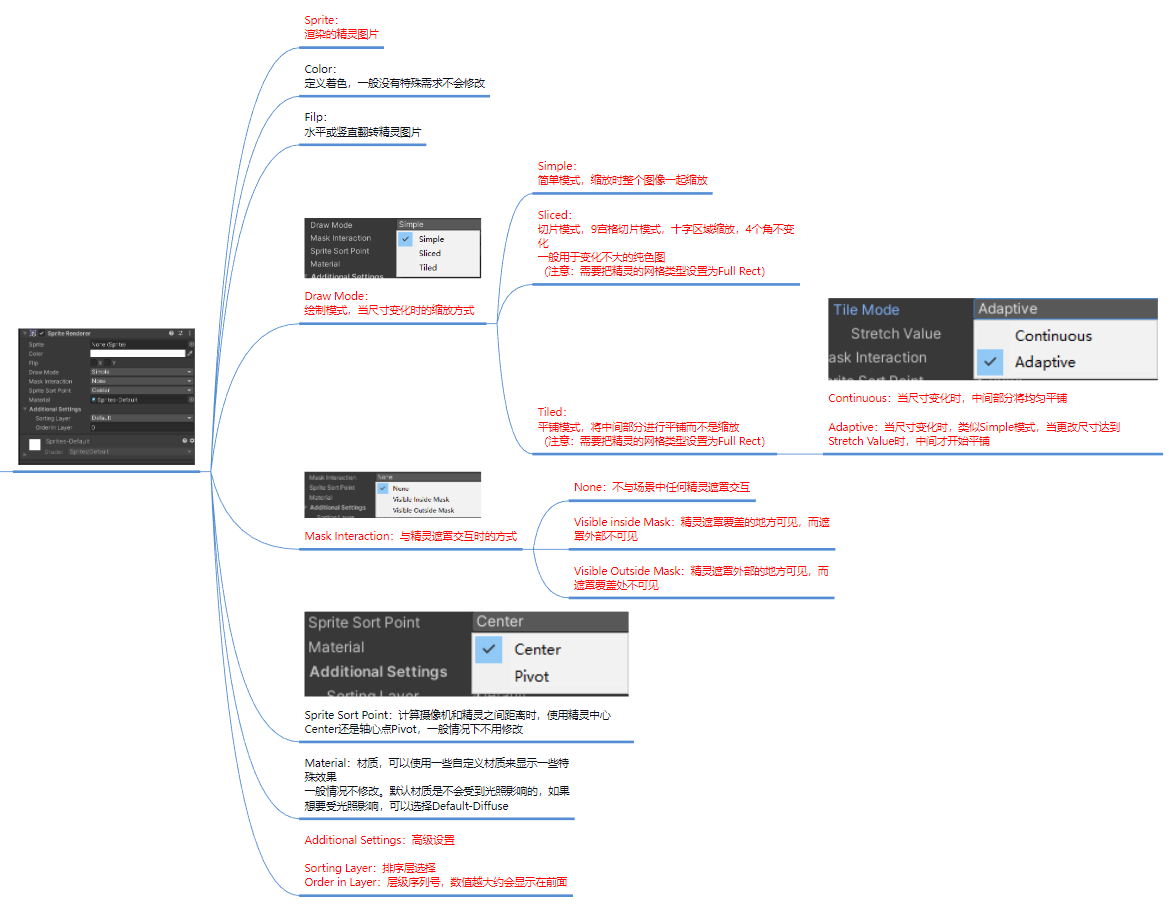 Sprite Renderer
Sprite
None (Sprite)
Color
Flip
X
Y
Draw Mode
Simple
Mask Interaction
None
Sprite Sort Point
Center
Material
Sprites-Default
Additional Settings
Sorting Layer
Default
Order in Layer
0
Sprites-Default
Shader
Sprites/Default
Sprite：
渲染的精灵图片
Color：
定义着色，一般没有特殊需求不会修改
Filp：
水平或竖直翻转精灵图片
Draw Mode
Simple
Mask Interaction
Simple
Sprite Sort Point
Sliced
Material
Tiled
Additional Settings
Draw Mode：
绘制模式，当尺寸变化时的缩放方式
Simple：
简单模式，缩放时整个图像一起缩放
Sliced：
切片模式，9宫格切片模式，十字区域缩放，4个角不变
化
一般用于变化不大的纯色图
（注意：需要把精灵的网格类型设置为Full Rect)
Tiled：
平铺模式，将中间部分进行平铺而不是缩放
（注意：需要把精灵的网格类型设置为Full Rect)
Tile Mode
Adaptive
Stretch Value
Continuous
ask Interaction
Adaptive
rite Sort Point
Continuous：当尺寸变化时，中间部分将均匀平铺
Adaptive：当尺寸变化时，类似Simple模式，当更改尺寸达到
Stretch Value时，中间才开始平铺
Mask Interaction
None
Sprite Sort Point
None
Material
Visible Inside Mask
Additional Settings
Visible Outside Mask
Sorting Layer
Mask Interaction：与精灵遮罩交互时的方式
None：不与场景中任何精灵遮罩交互
Visible inside Mask：精灵遮罩覆盖的地方可见，而遮
罩外部不可见
Visible Outside Mask：精灵遮罩外部的地方可见，而
遮罩覆盖处不可见
Sprite Sort Point
Center
Material
Center
Additional Settings
Pivot
Sorting Layer
Sprite Sort Point：计算摄像机和精灵之间距离时，使用精灵中心
Center还是轴心点Pivot，一般情况下不用修改
Material：材质，可以使用一些自定义材质来显示一些特
殊效果
一般情况不修改。默认材质是不会受到光照影响的，如果
想要受光照影响，可以选择Default-Diffuse
Additional Settings：高级设置
Sorting Layer：排序层选择
Order in Layer：层级序列号，数值越大约会显示在前面